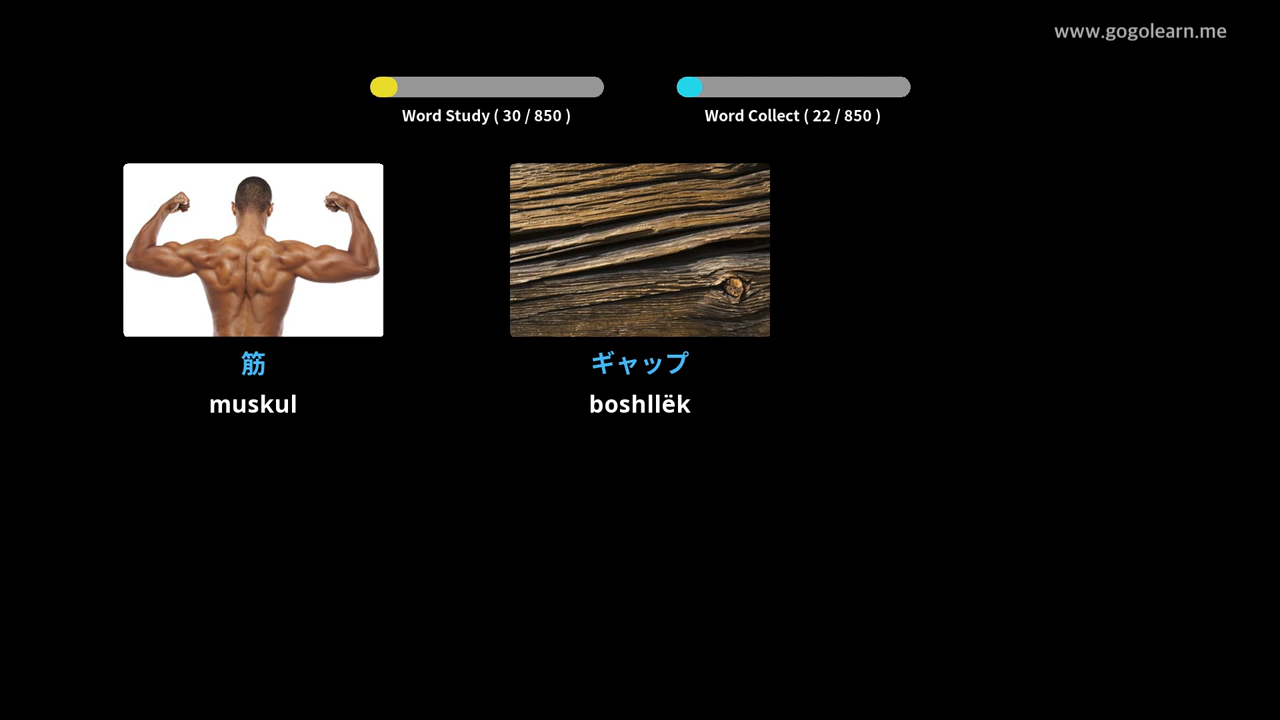 www.gogolearn.me
Word Study ( 30 / 850 )
Word Collect ( 22 / 850 )
筋
muskul
ギャップ
boshllëk